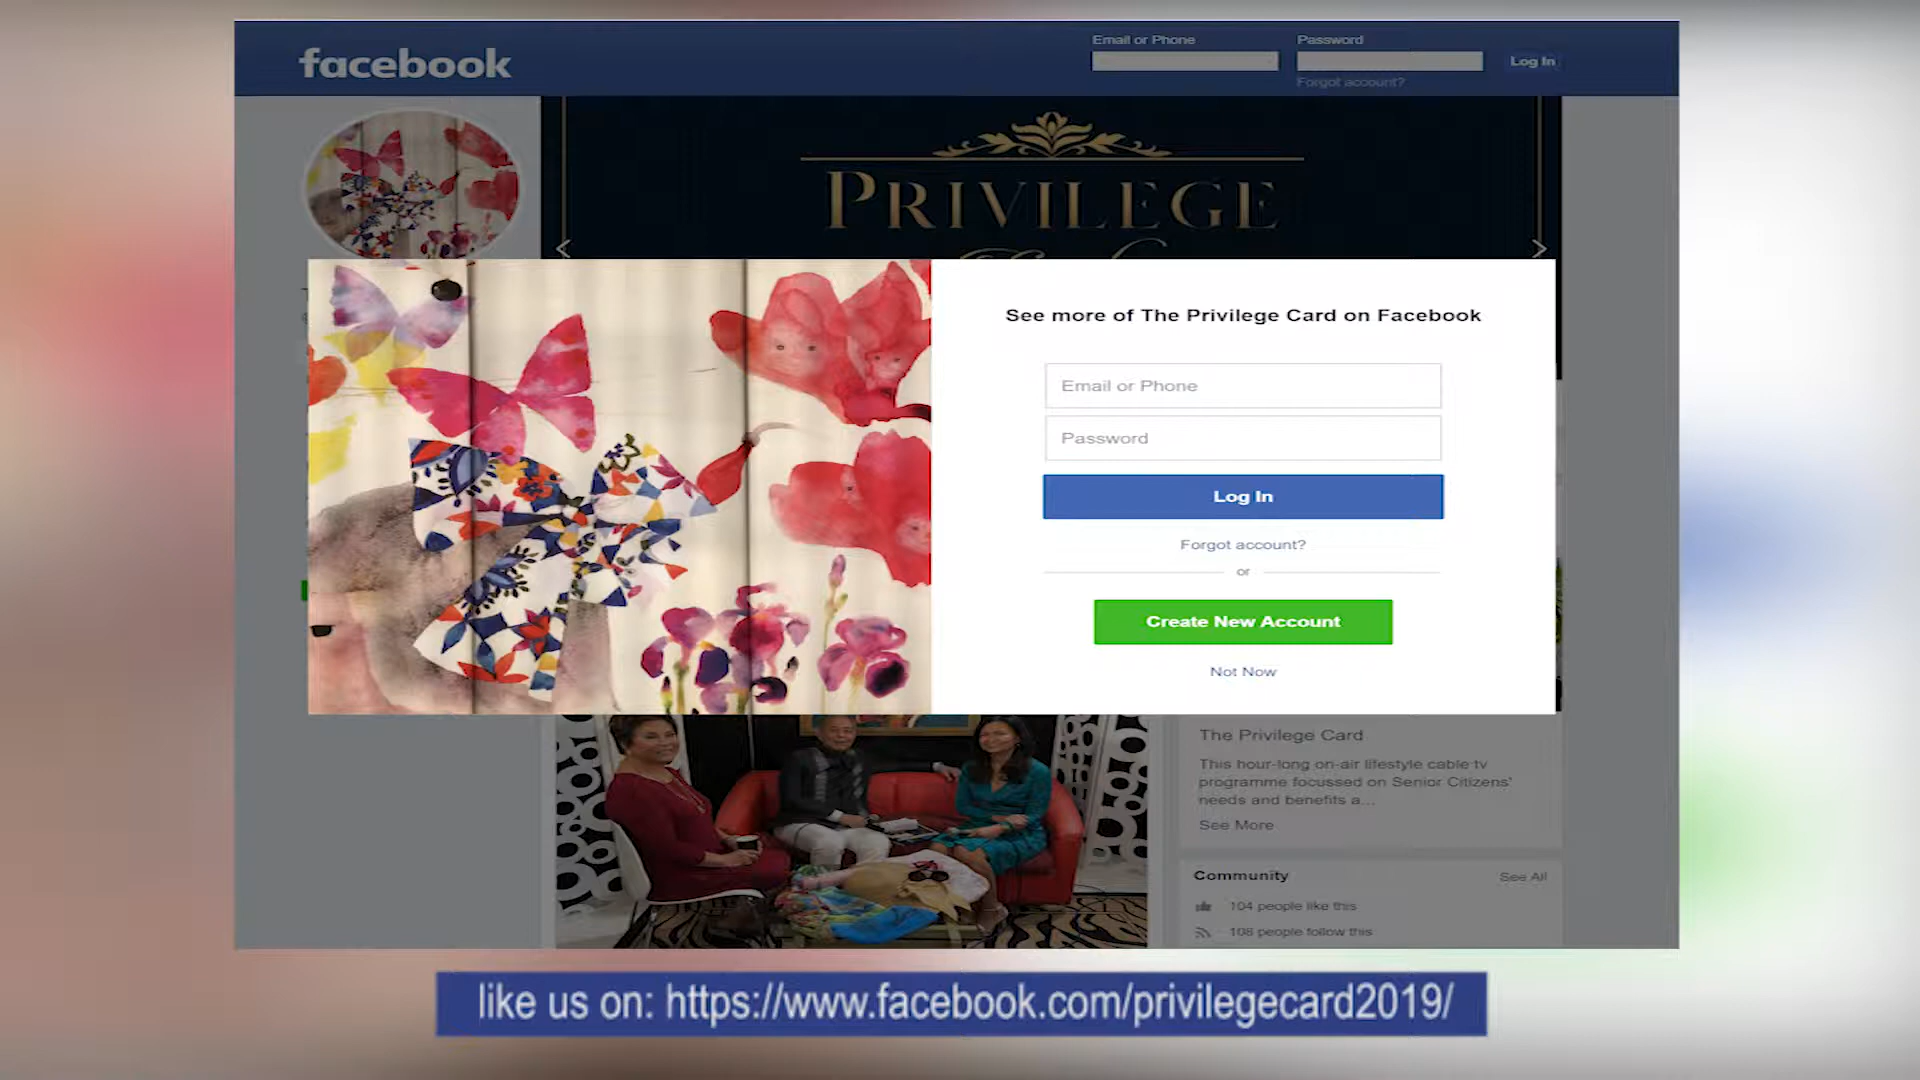 facebook
Email or Phone
Password
Log In
Forgot account?
PRIVILEGE
See more of The Privilege Card on Facebook
Email or Phone
Password
Log In
Forgot account?
or
Create New Account
Not Now
The Privilege Card
This hour-long on-air lifestyle cable tv
programme focussed on Senior Citizens'
needs and benefits a...
See More
Community
See All
104 people like this
108 people follow this
like us on: https://www.facebook.com/privilegecard2019/